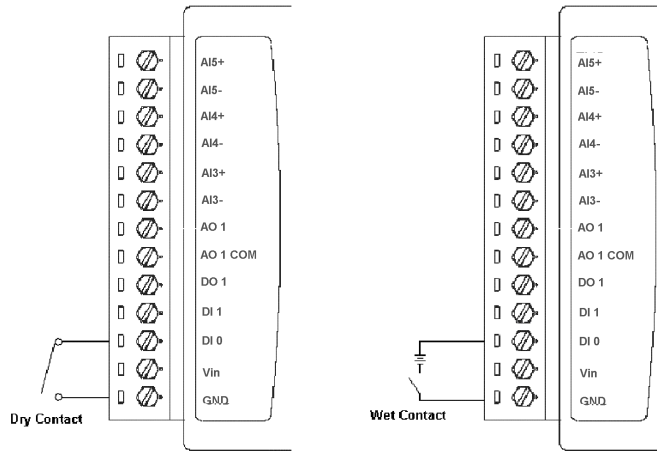 AI5+
AI5-
AI4+
AI4-
AI3+
AI3-
AO 1
AO 1 COM
DO 1
DI 1
DI 0
Vin
GND
Dry Contact
AI5+
AI5-
AI4+
AI4-
AI3+
AI3-
AO 1
AO 1 COM
DO 1
DI 1
DI 0
Vin
GND
Wet Contact